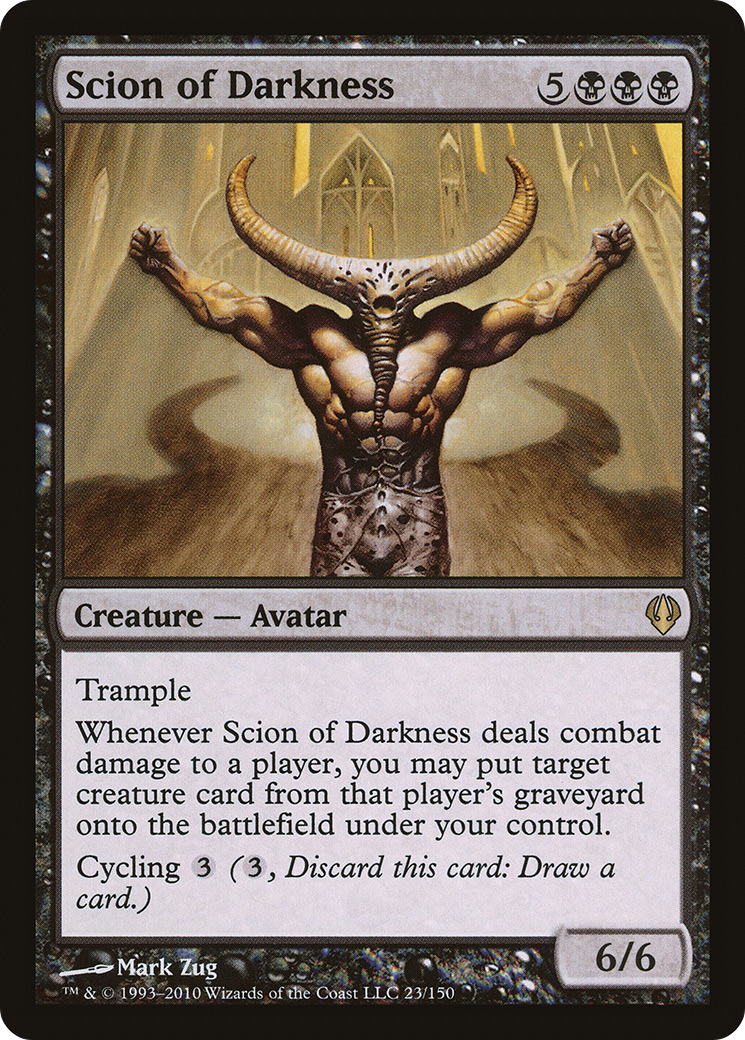 Scion of Darkness 5
Creature — Avatar
Trample
Whenever Scion of Darkness deals combat
damage to a player, you may put target
creature card from that player's graveyard
onto the battlefield under your control.
Cycling 3 (3, Discard this card: Draw a
card.)
6/6
Mark Zug
™ & © 1993–2010 Wizards of the Coast LLC 23/150